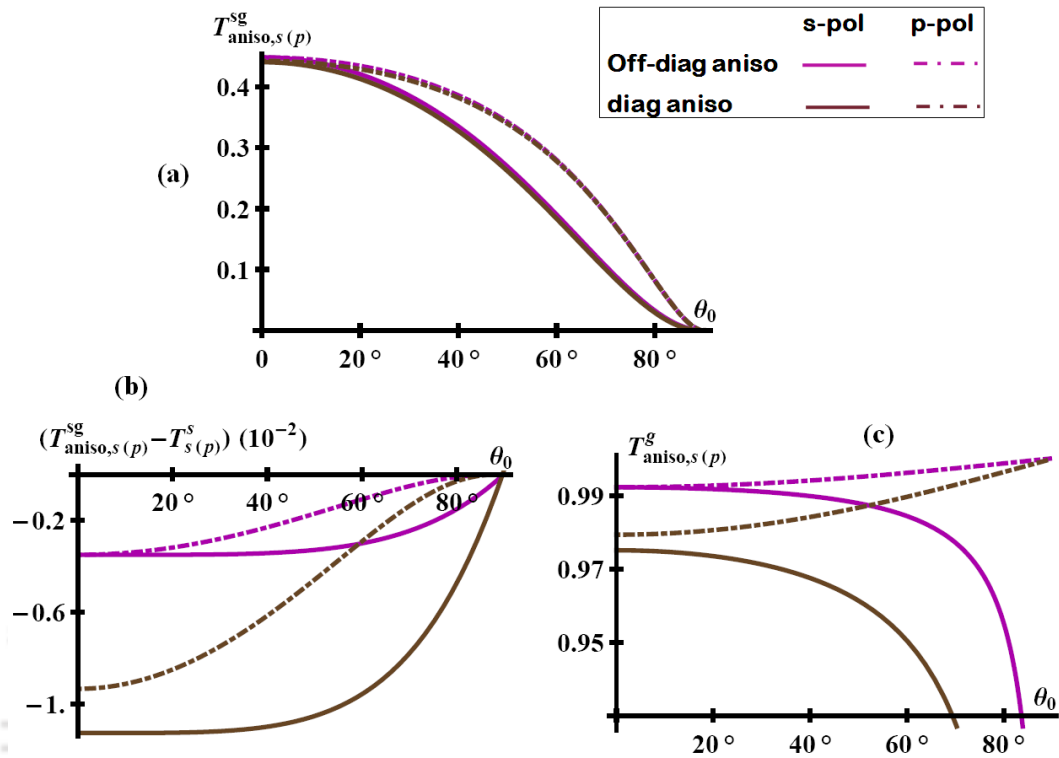 T^sg_aniso,s(p)
s-pol p-pol
Off-diag aniso
diag aniso
(a)
0.4
0.3
0.2
0.1
θ₀
0 20° 40° 60° 80°
(b)
(T^sg_aniso,s(p) − T^s_s(p)) (10⁻²)
θ₀
20° 40° 60° 80°
−0.2
−0.6
−1.
(c)
T^g_aniso,s(p)
0.99
0.97
0.95
θ₀
20° 40° 60° 80°